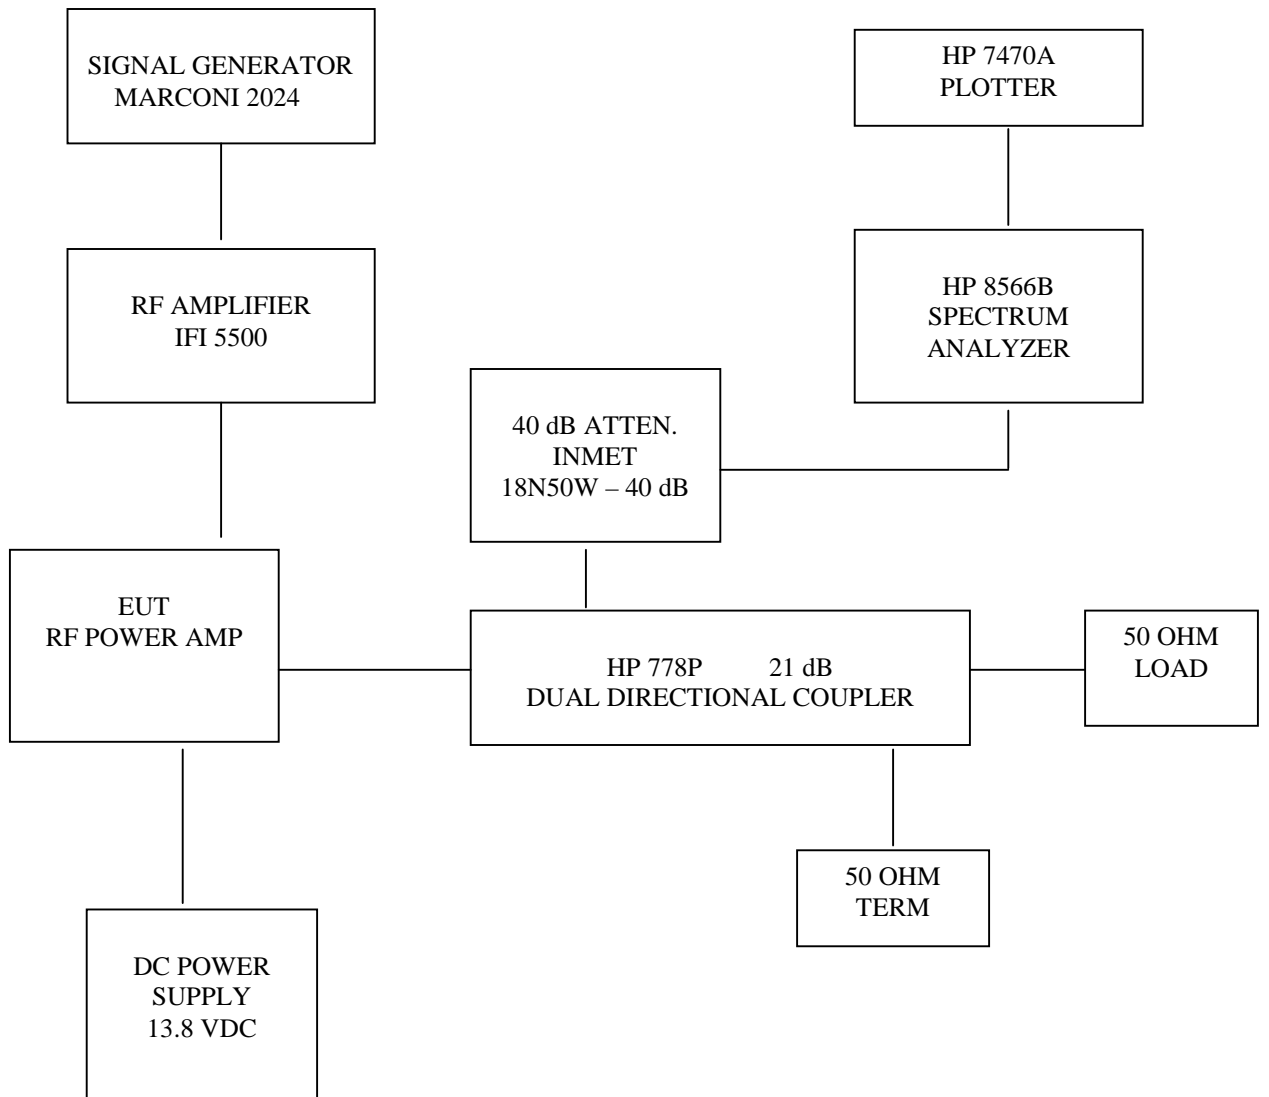 SIGNAL GENERATOR
MARCONI 2024
HP 7470A
PLOTTER
RF AMPLIFIER
IFI 5500
HP 8566B
SPECTRUM
ANALYZER
40 dB ATTEN.
INMET
18N50W – 40 dB
EUT
RF POWER AMP
HP 778P 21 dB
DUAL DIRECTIONAL COUPLER
50 OHM
LOAD
50 OHM
TERM
DC POWER
SUPPLY
13.8 VDC